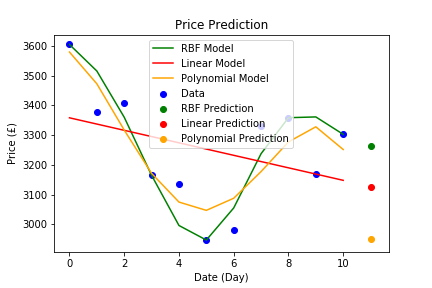 Price Prediction
RBF Model
Linear Model
Polynomial Model
Data
RBF Prediction
Linear Prediction
Polynomial Prediction
3600
3500
3400
3300
3200
3100
3000
Price (£)
0 2 4 6 8 10
Date (Day)